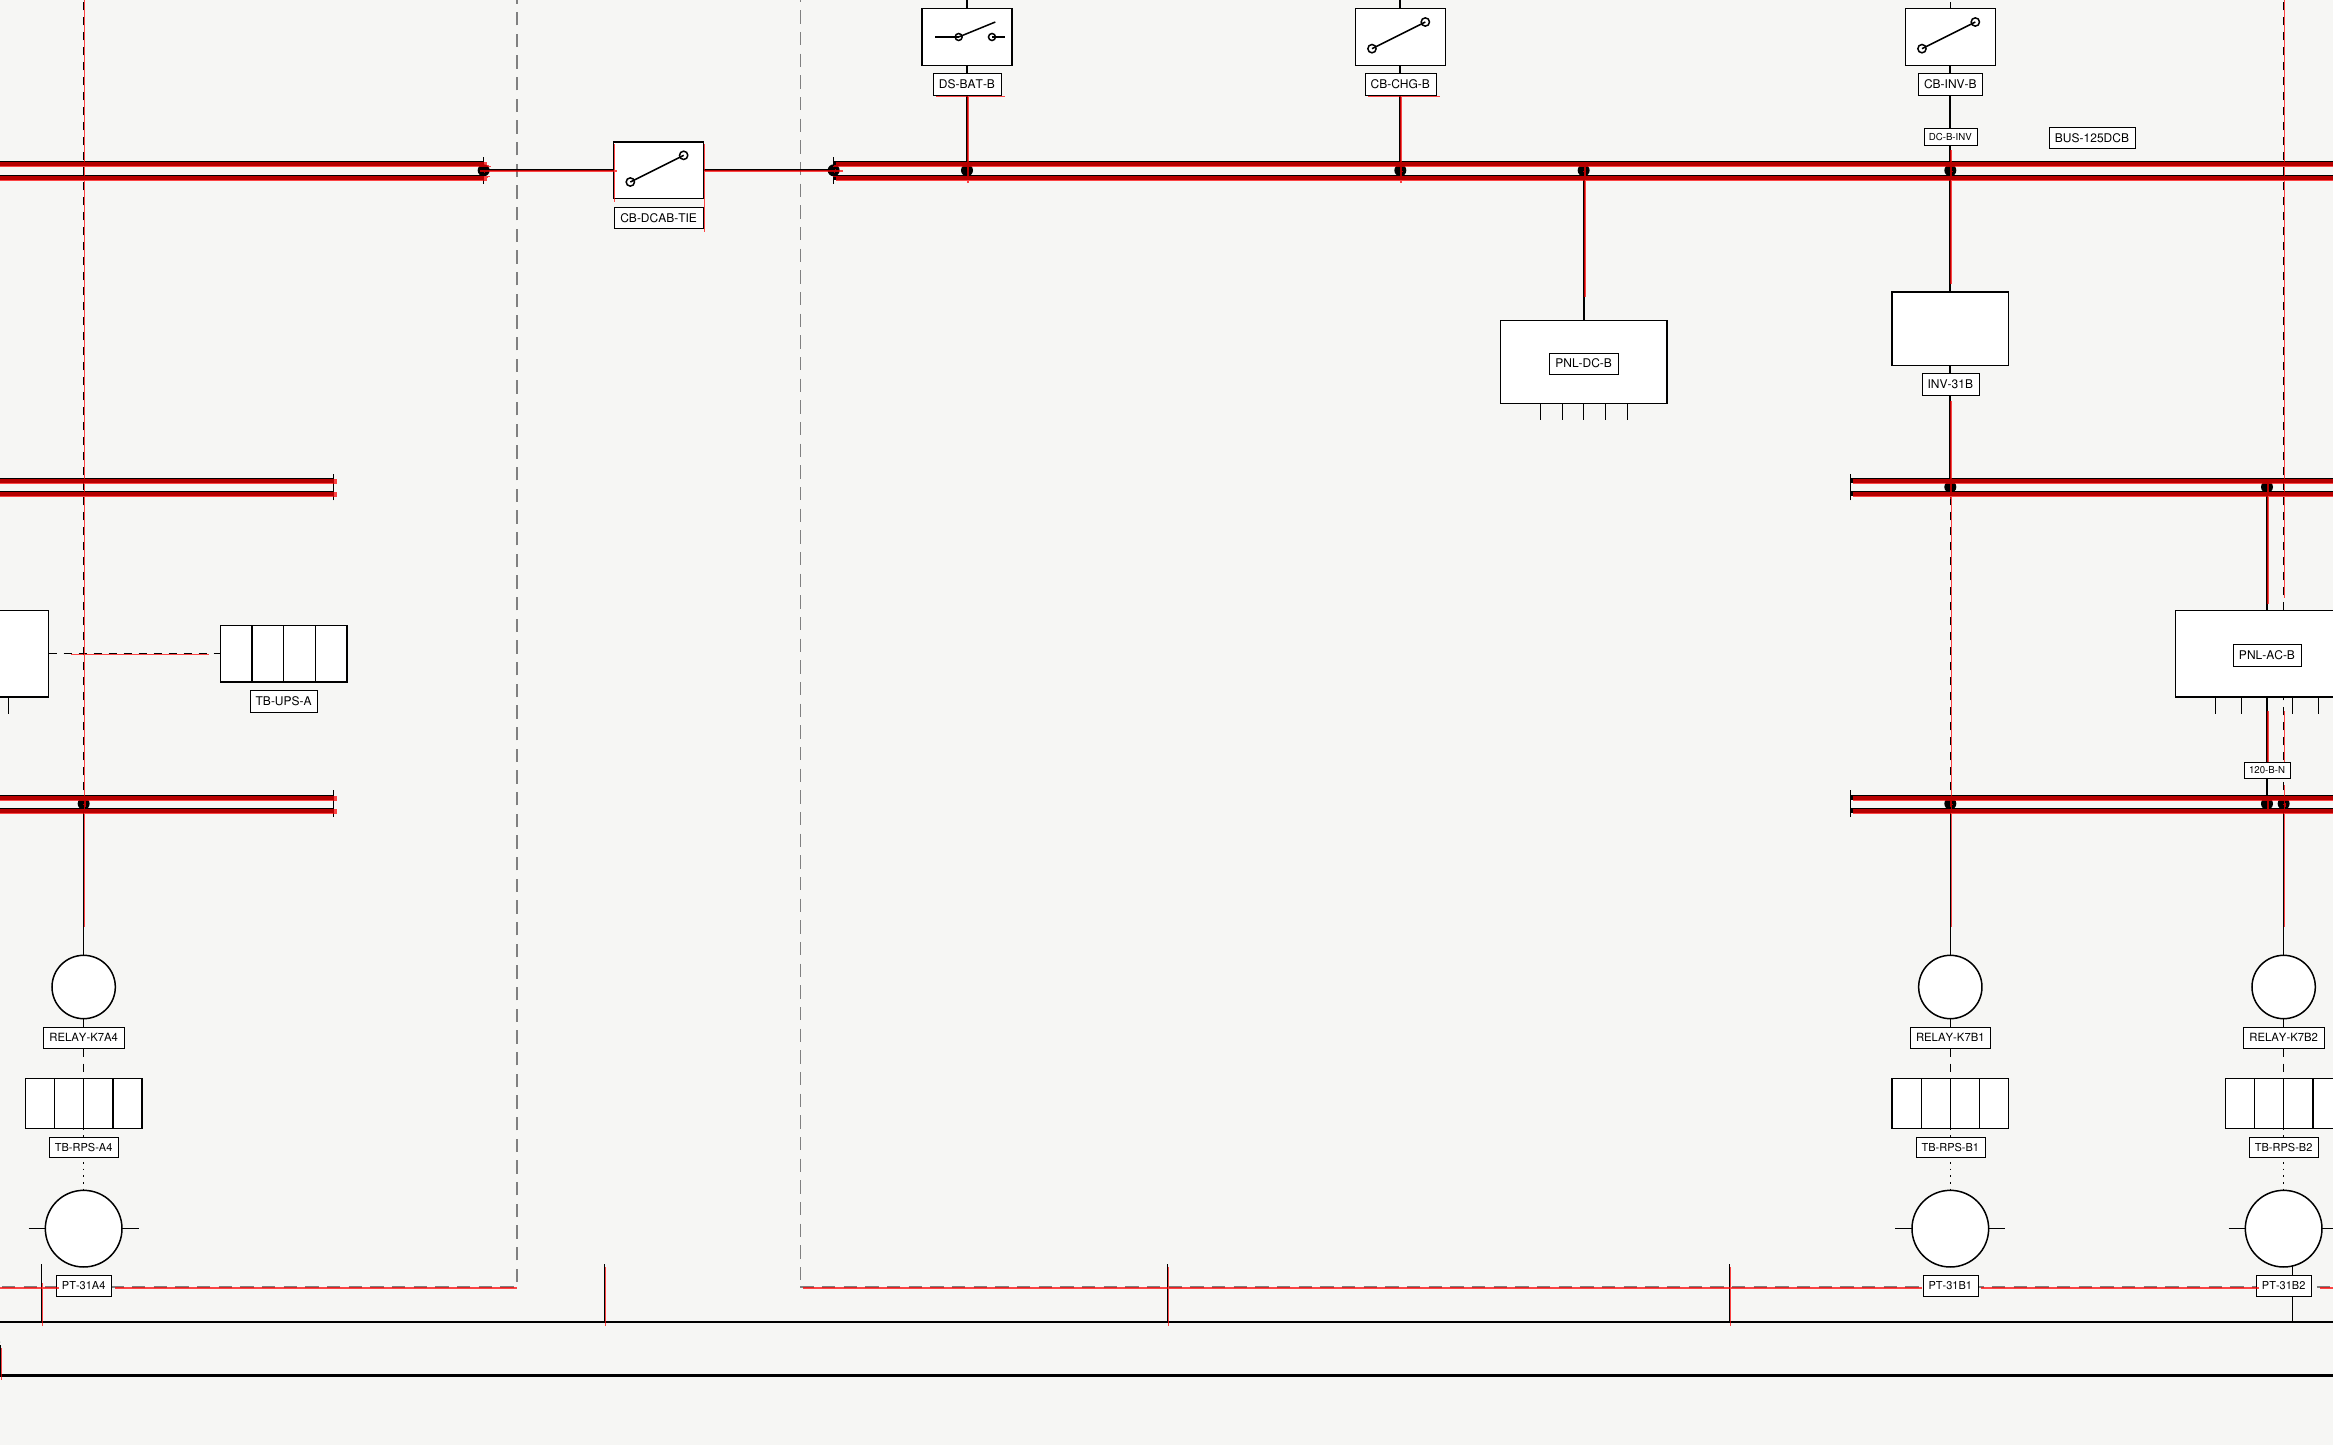 DS-BAT-B
CB-CHG-B
CB-INV-B
DC-B-INV
BUS-125DCB
CB-DCAB-TIE
PNL-DC-B
INV-31B
PNL-AC-B
TB-UPS-A
120-B-N
RELAY-K7A4
RELAY-K7B1
RELAY-K7B2
TB-RPS-A4
TB-RPS-B1
TB-RPS-B2
PT-31A4
PT-31B1
PT-31B2